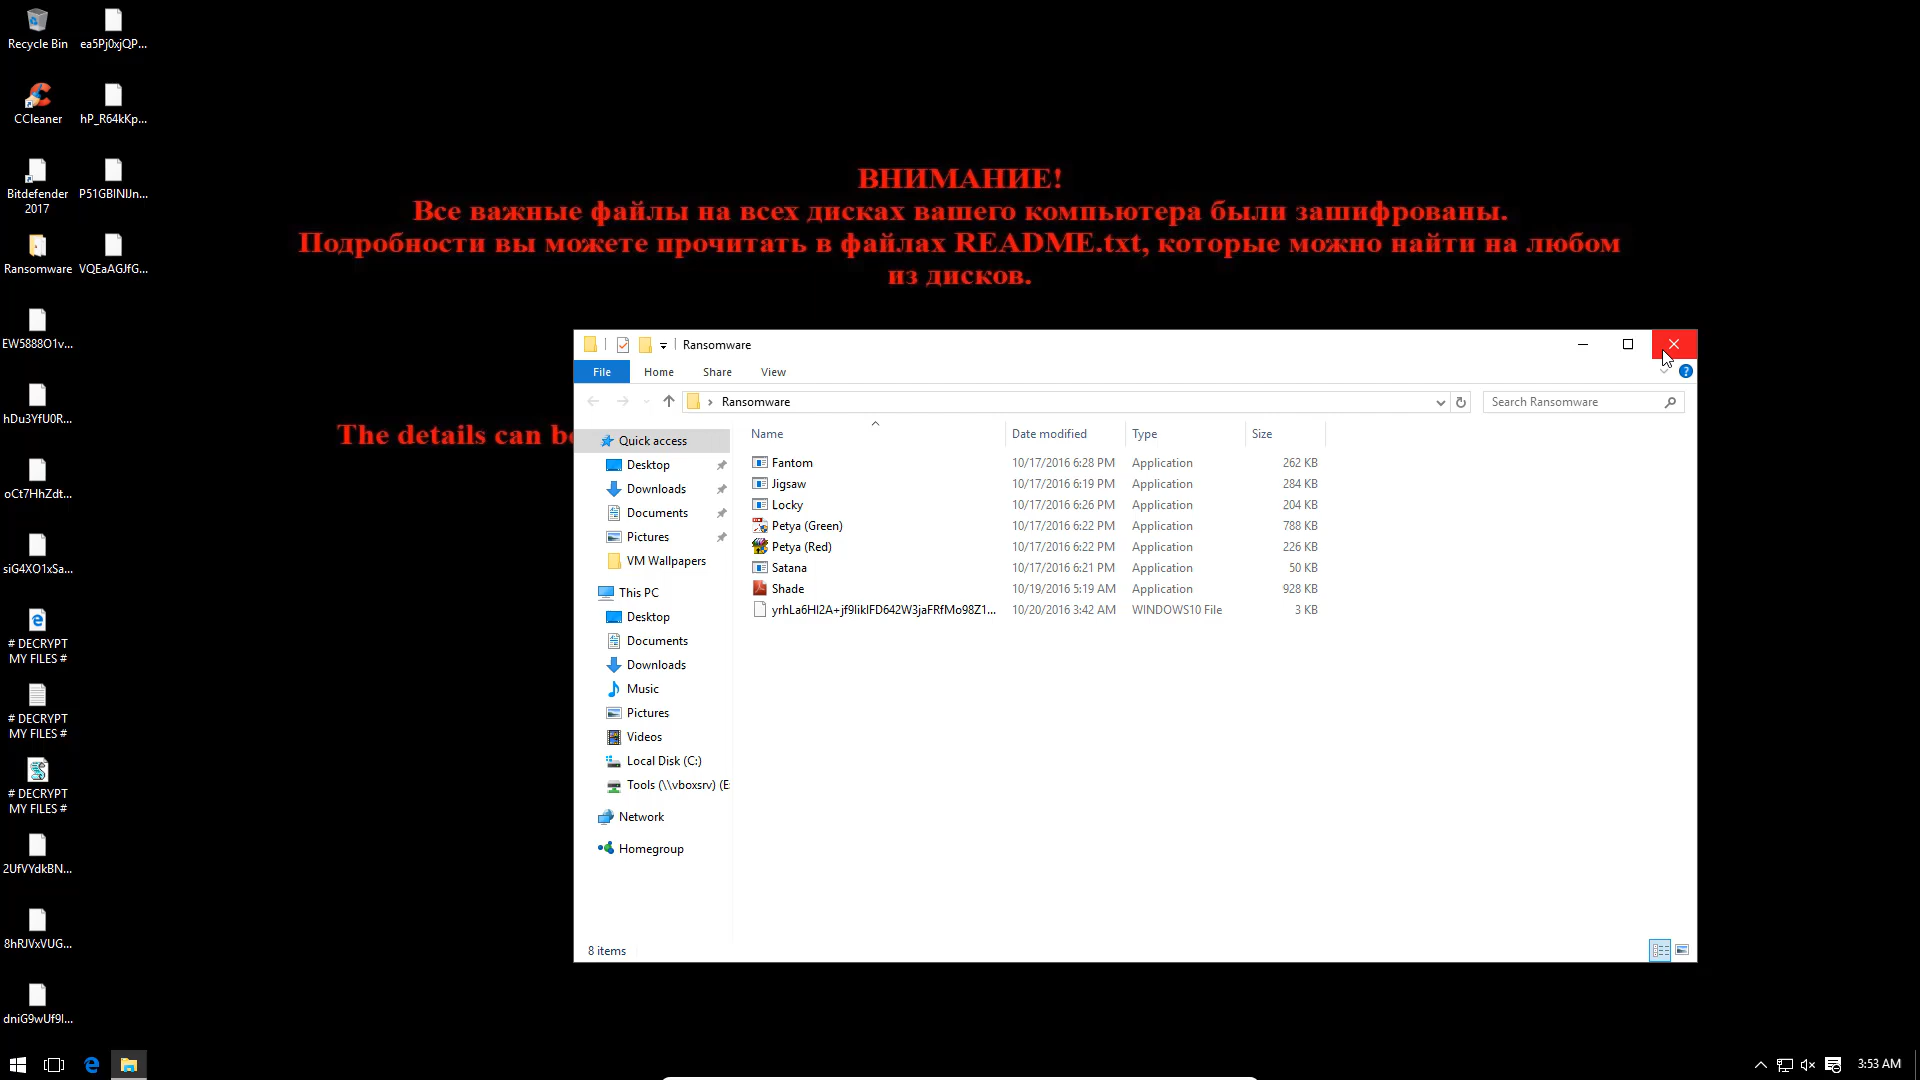 Recycle Bin
ea5Pj0xjQP...
CCleaner
hP_R64kKp...
Bitdefender
2017
P51GBINIJn...
Ransomware
VQEaAGJfG...
EW5888O1v...
hDu3YfU0R...
oCt7HhZdt...
siG4XO1xSa...
# DECRYPT
MY FILES #
# DECRYPT
MY FILES #
# DECRYPT
MY FILES #
2UfVYdkBN...
8hRJVxVUG...
dniG9wUf9I...
ВНИМАНИЕ!
Все важные файлы на всех дисках вашего компьютера были зашифрованы.
Подробности вы можете прочитать в файлах README.txt, которые можно найти на любом
из дисков.
The details can be
Ransomware
File Home Share View
Ransomware
Search Ransomware
Quick access
Desktop
Downloads
Documents
Pictures
VM Wallpapers
This PC
Desktop
Documents
Downloads
Music
Pictures
Videos
Local Disk (C:)
Tools (\\vboxsrv) (E
Network
Homegroup
Name Date modified Type Size
Fantom 10/17/2016 6:28 PM Application 262 KB
Jigsaw 10/17/2016 6:19 PM Application 284 KB
Locky 10/17/2016 6:26 PM Application 204 KB
Petya (Green) 10/17/2016 6:22 PM Application 788 KB
Petya (Red) 10/17/2016 6:22 PM Application 226 KB
Satana 10/17/2016 6:21 PM Application 50 KB
Shade 10/19/2016 5:19 AM Application 928 KB
yrhLa6HI2A+jf9IikIFD642W3jaFRfMo98Z1... 10/20/2016 3:42 AM WINDOWS10 File 3 KB
8 items
3:53 AM